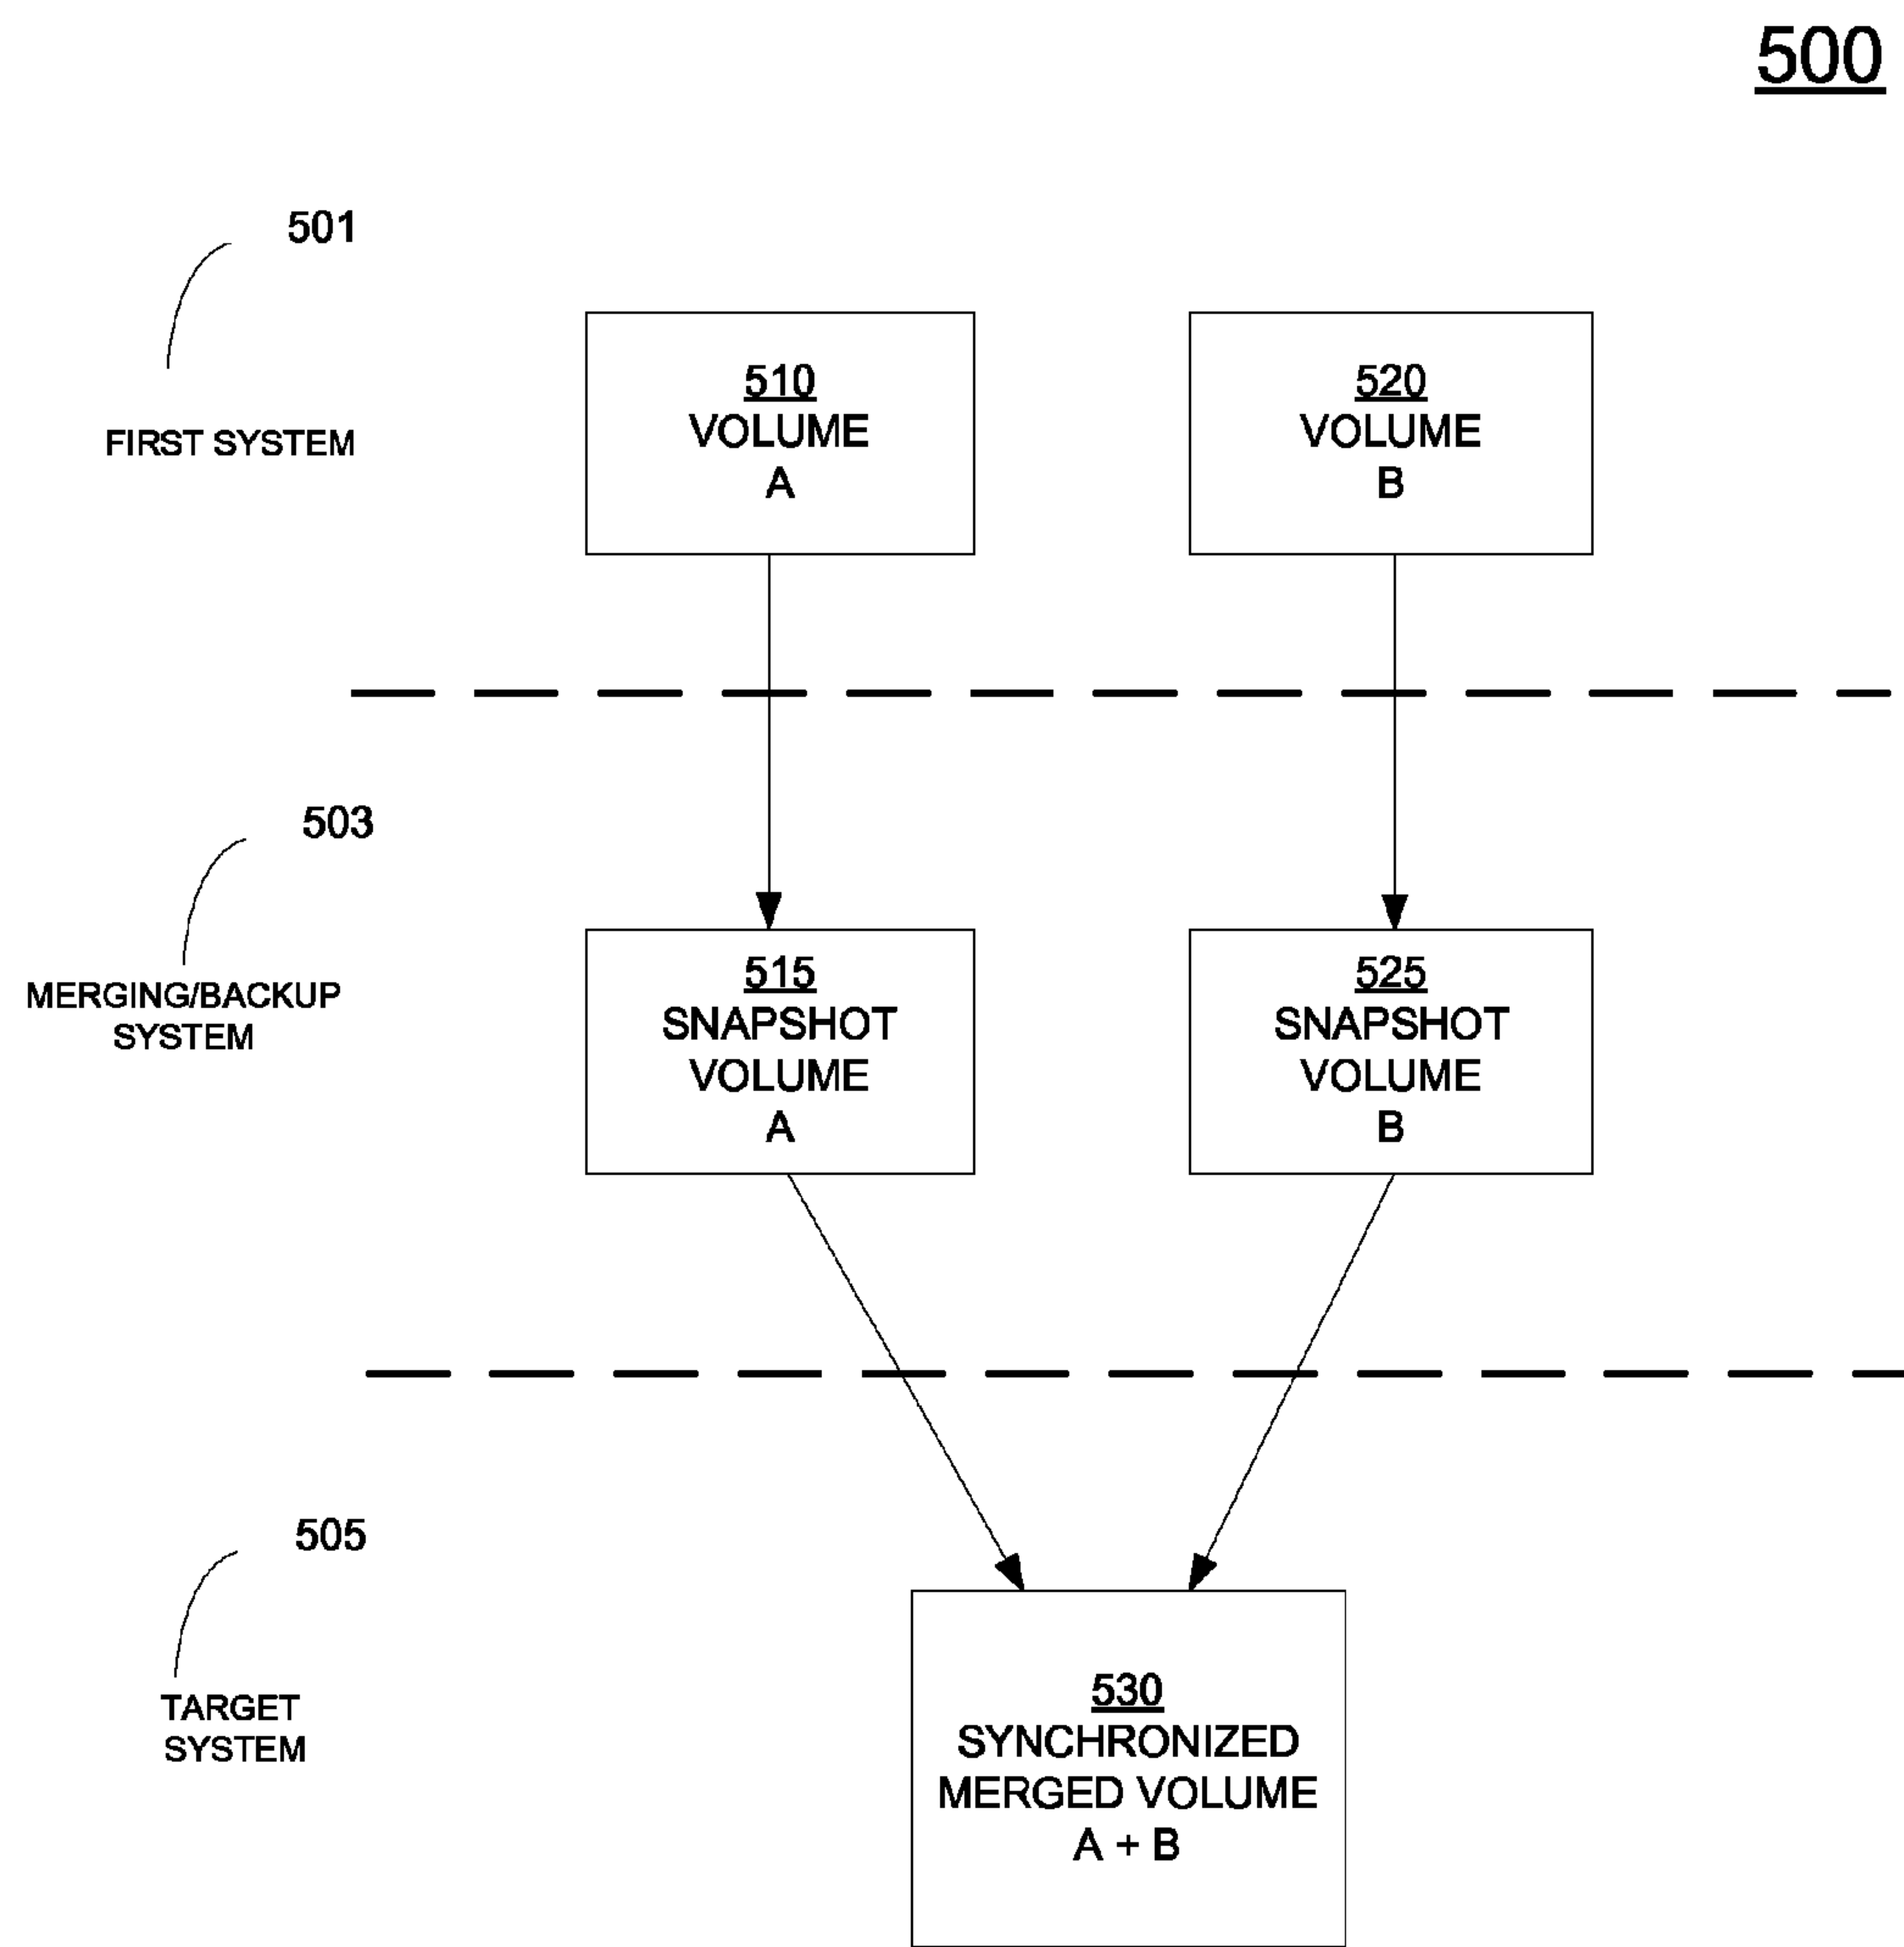 500
501
FIRST SYSTEM
510
VOLUME
A
520
VOLUME
B
503
MERGING/BACKUP
SYSTEM
515
SNAPSHOT
VOLUME
A
525
SNAPSHOT
VOLUME
B
505
TARGET
SYSTEM
530
SYNCHRONIZED
MERGED VOLUME
A + B